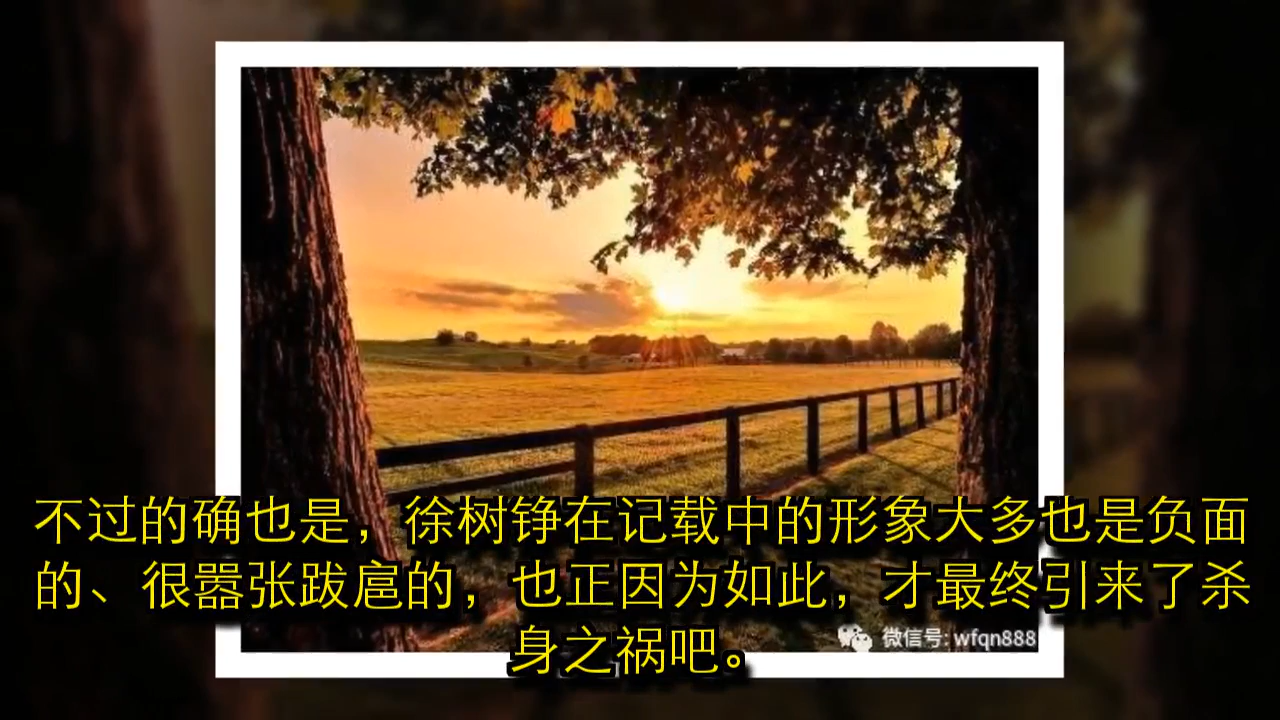 不过的确也是，徐树铮在记载中的形象大多也是负面
的、很嚣张跋扈的，也正因为如此，才最终引来了杀
身之祸吧。
微信号: wfqn888